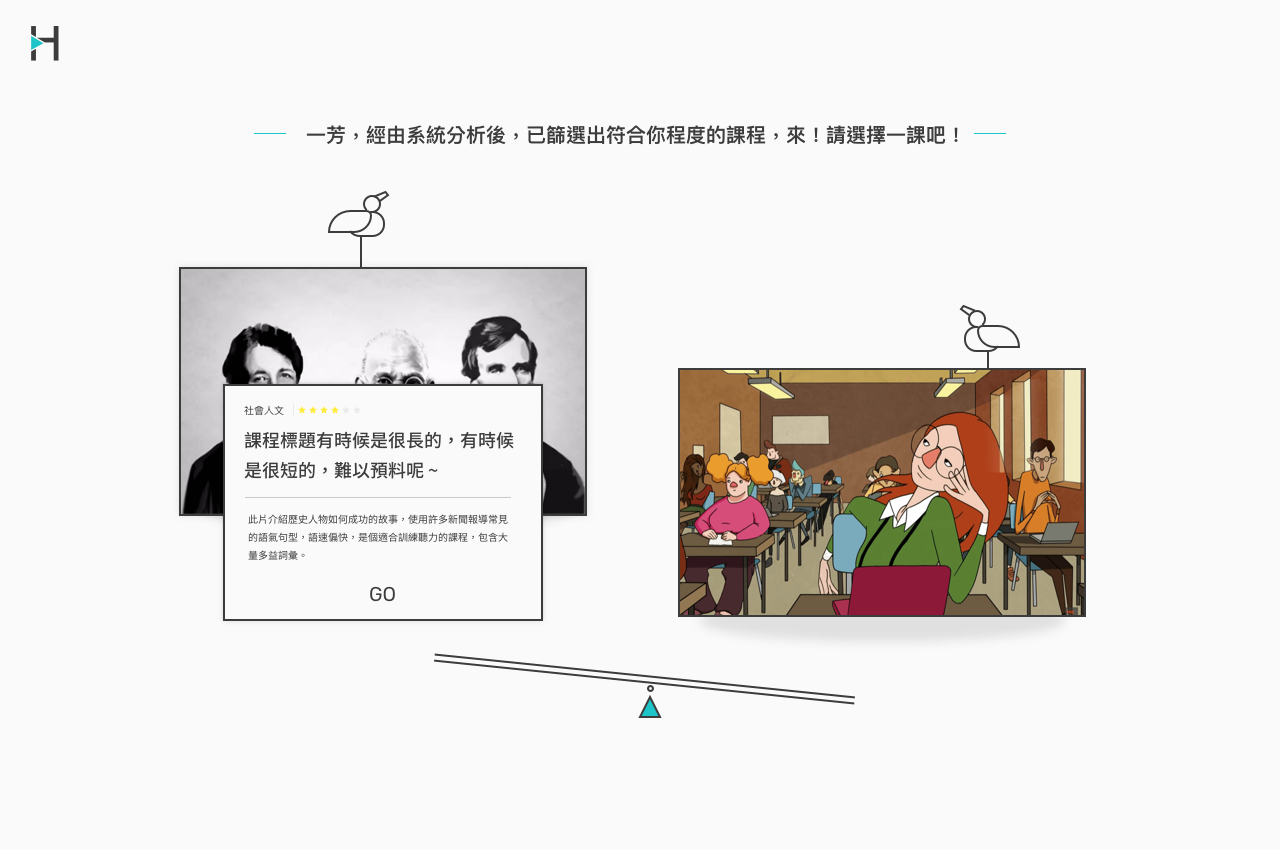 一芳，經由系統分析後，已篩選出符合你程度的課程，來！請選擇一課吧！
社會人文
課程標題有時候是很長的，有時候
是很短的，難以預料呢 ~
此片介紹歷史人物如何成功的故事，使用許多新聞報導常見
的語氣句型，語速偏快，是個適合訓練聽力的課程，包含大
量多益詞彙。
GO